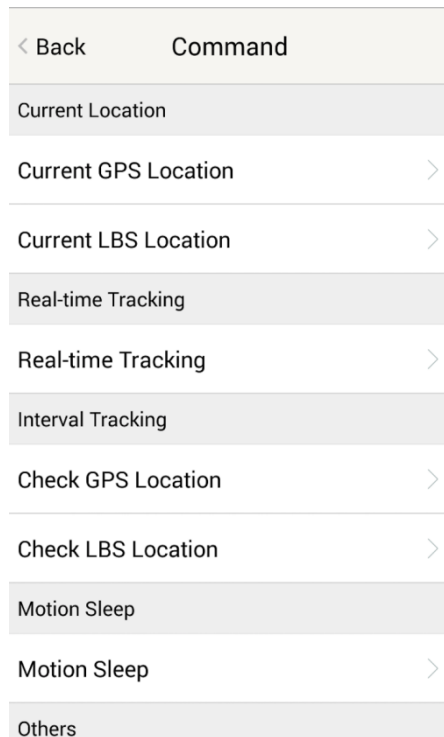 Back Command
Current Location
Current GPS Location
Current LBS Location
Real-time Tracking
Real-time Tracking
Interval Tracking
Check GPS Location
Check LBS Location
Motion Sleep
Motion Sleep
Others